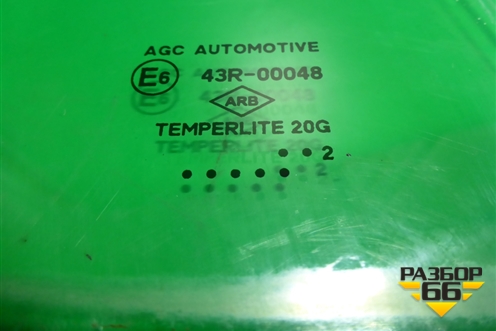 AGC AUTOMOTIVE
E6 43R-00048
ARB
TEMPERLITE 20G
• • 2
• • • • •
РАЗБОР
66